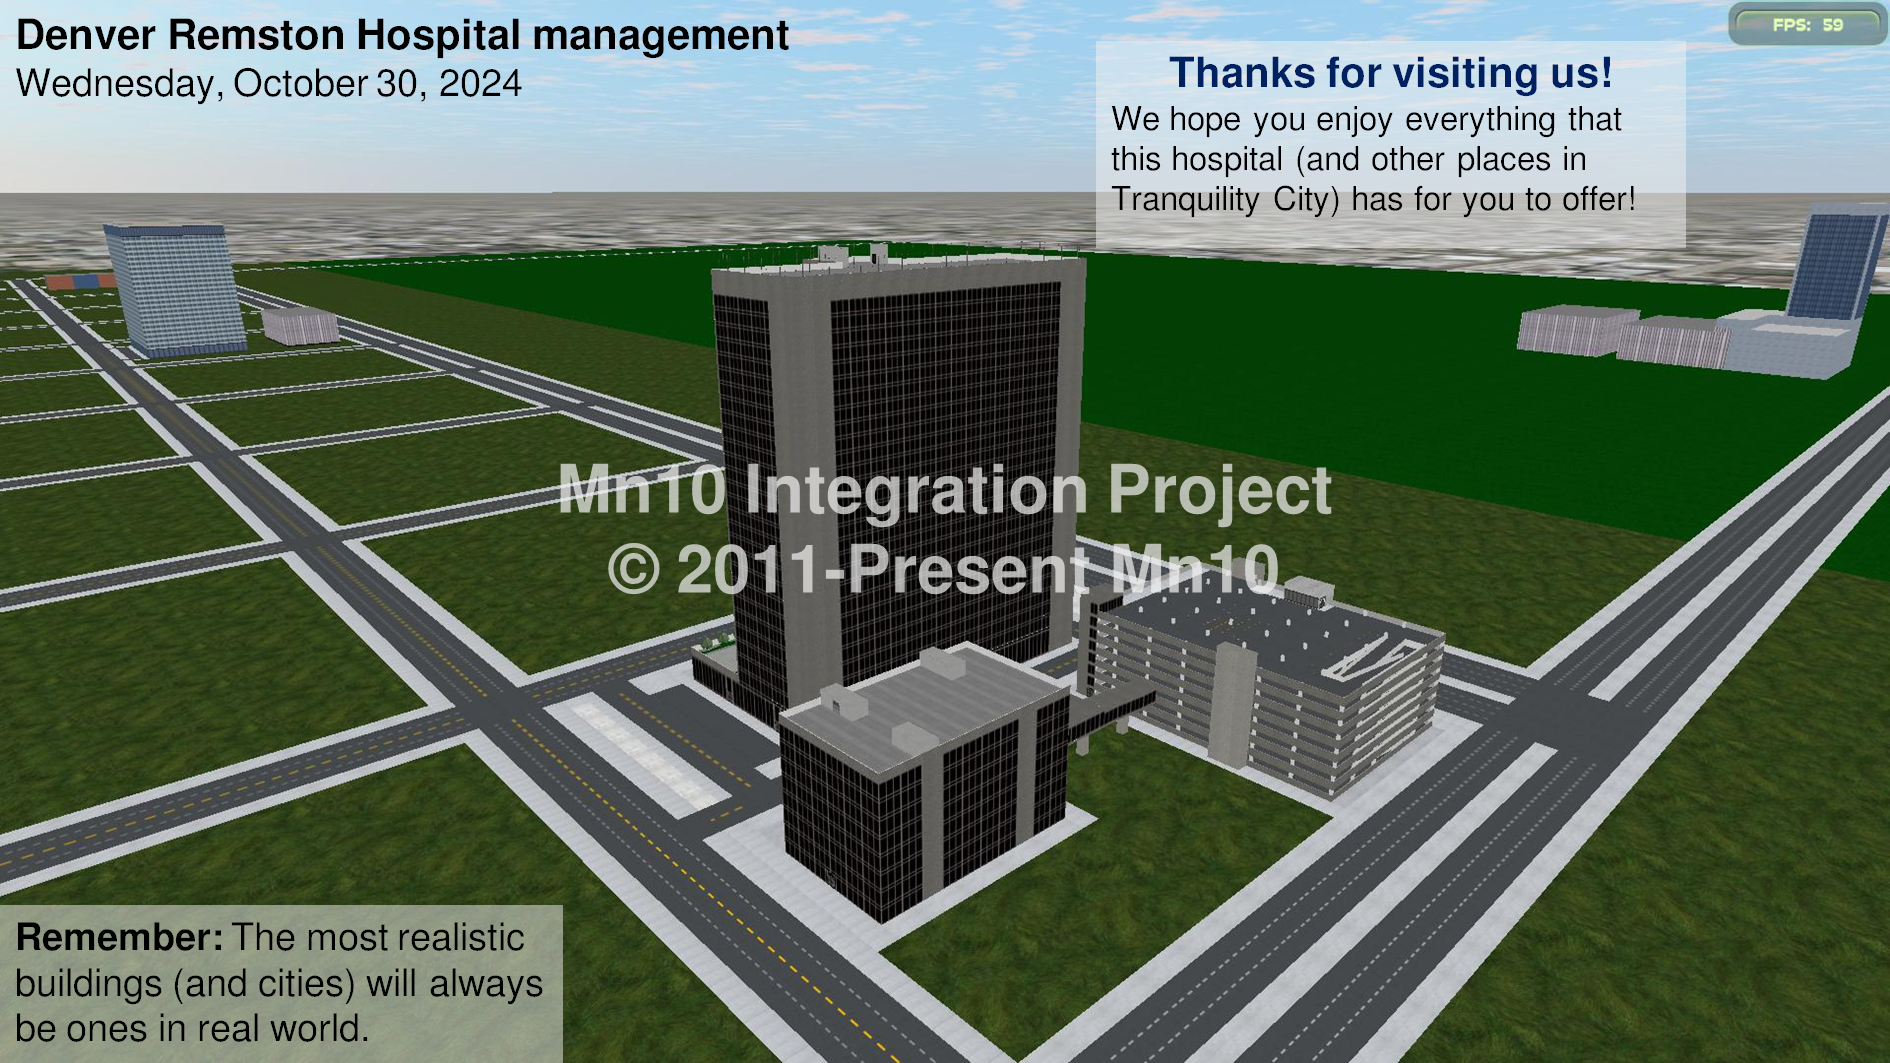 Denver Remston Hospital management
Wednesday, October 30, 2024
FPS: 59
Thanks for visiting us!
We hope you enjoy everything that
this hospital (and other places in
Tranquility City) has for you to offer!
Mn10 Integration Project
© 2011-Present Mn10
Remember: The most realistic
buildings (and cities) will always
be ones in real world.